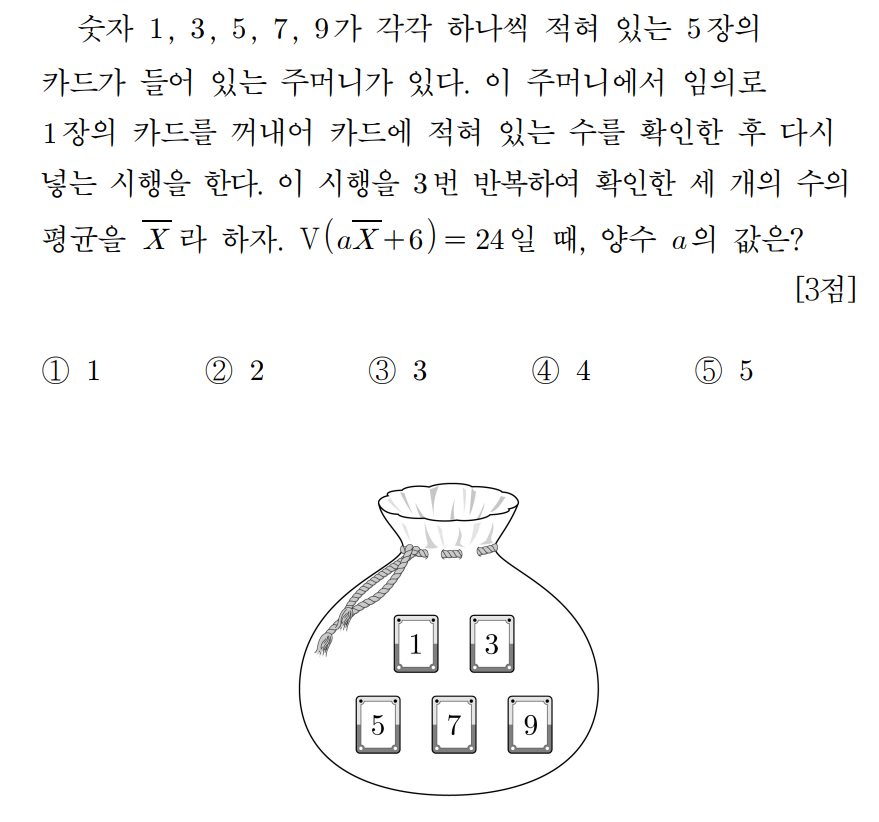 숫자 1, 3, 5, 7, 9가 각각 하나씩 적혀 있는 5장의
카드가 들어 있는 주머니가 있다. 이 주머니에서 임의로
1장의 카드를 꺼내어 카드에 적혀 있는 수를 확인한 후 다시
넣는 시행을 한다. 이 시행을 3번 반복하여 확인한 세 개의 수의
평균을 X̅ 라 하자. V(aX̅+6)=24일 때, 양수 a의 값은?
[3점]
① 1 ② 2 ③ 3 ④ 4 ⑤ 5
1 3
5 7 9